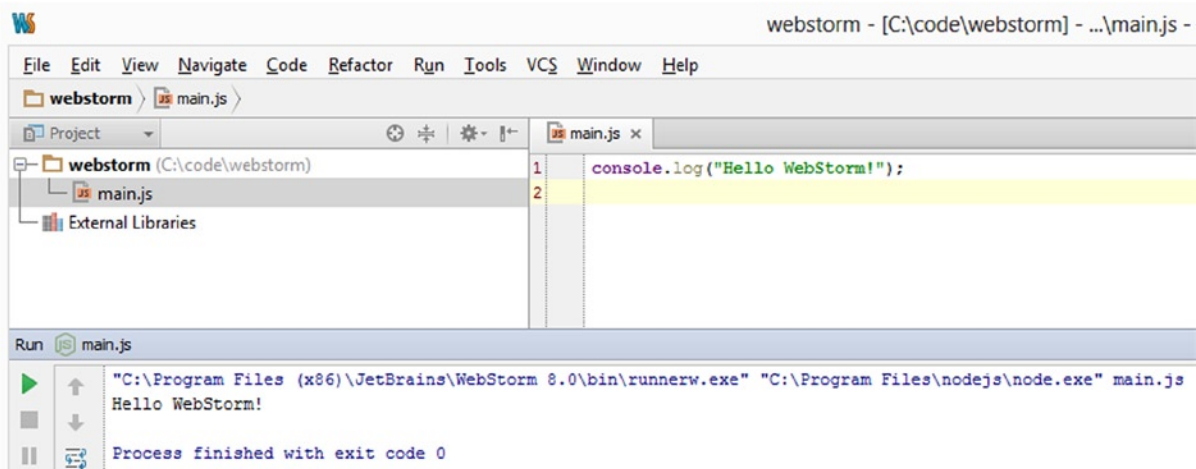 WS
webstorm - [C:\code\webstorm] - ...\main.js -
File Edit View Navigate Code Refactor Run Tools VCS Window Help
webstorm main.js
Project
main.js
webstorm (C:\code\webstorm)
main.js
External Libraries
1 console.log("Hello WebStorm!");
2
Run main.js
"C:\Program Files (x86)\JetBrains\WebStorm 8.0\bin\runnerw.exe" "C:\Program Files\nodejs\node.exe" main.js
Hello WebStorm!
Process finished with exit code 0